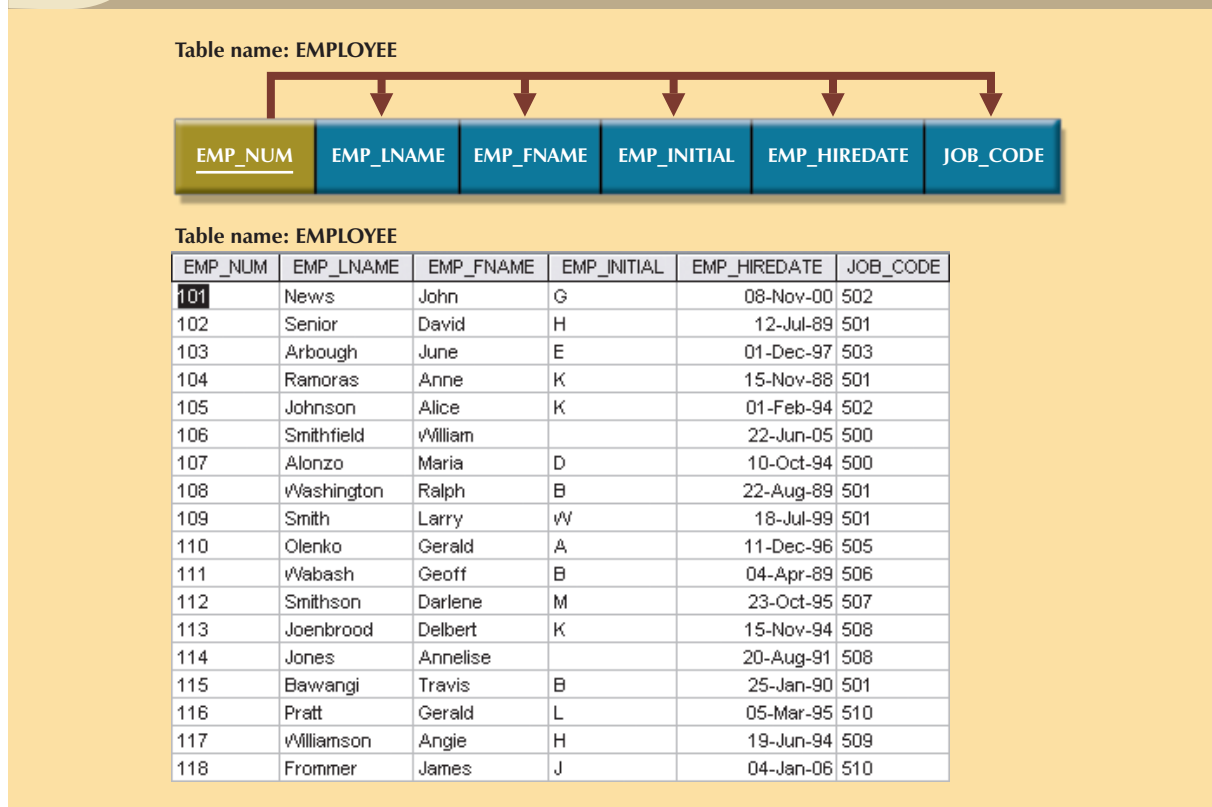 Table name: EMPLOYEE
EMP_NUM EMP_LNAME EMP_FNAME EMP_INITIAL EMP_HIREDATE JOB_CODE
Table name: EMPLOYEE
EMP_NUM EMP_LNAME EMP_FNAME EMP_INITIAL EMP_HIREDATE JOB_CODE
101 News John G 08-Nov-00 502
102 Senior David H 12-Jul-89 501
103 Arbough June E 01-Dec-97 503
104 Ramoras Anne K 15-Nov-88 501
105 Johnson Alice K 01-Feb-94 502
106 Smithfield William 22-Jun-05 500
107 Alonzo Maria D 10-Oct-94 500
108 Washington Ralph B 22-Aug-89 501
109 Smith Larry W 18-Jul-99 501
110 Olenko Gerald A 11-Dec-96 505
111 Wabash Geoff B 04-Apr-89 506
112 Smithson Darlene M 23-Oct-95 507
113 Joenbrood Delbert K 15-Nov-94 508
114 Jones Annelise 20-Aug-91 508
115 Bawangi Travis B 25-Jan-90 501
116 Pratt Gerald L 05-Mar-95 510
117 Williamson Angie H 19-Jun-94 509
118 Frommer James J 04-Jan-06 510